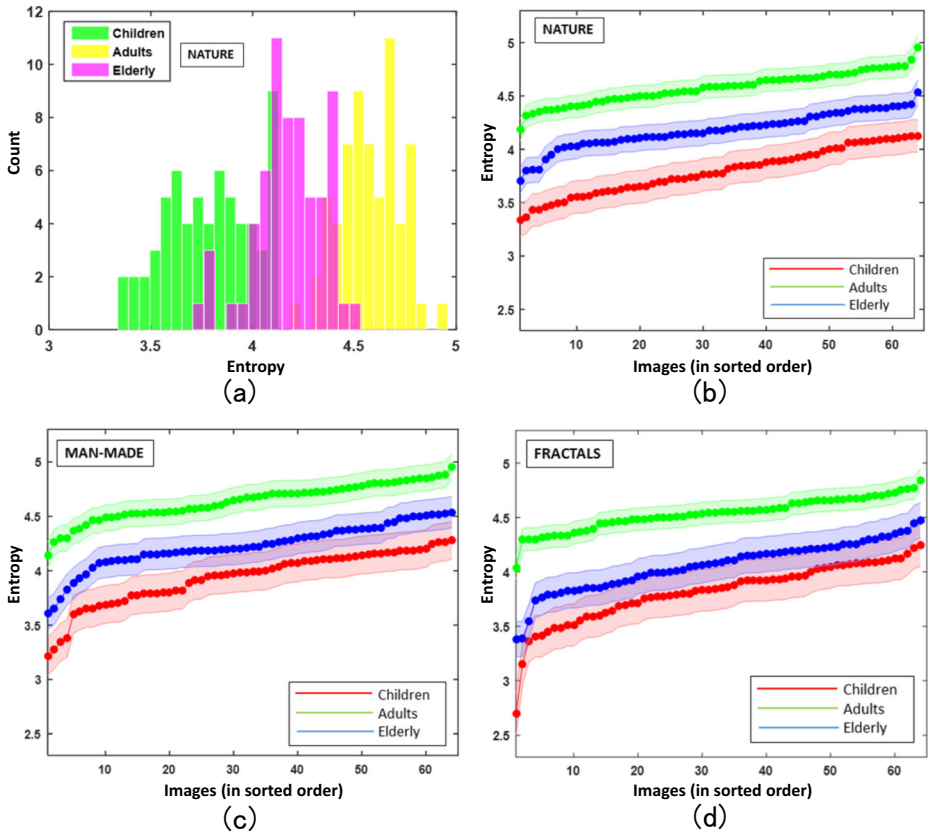 12
10
8
6
4
2
0
Count
Children
Adults
Elderly
NATURE
3
3.5
4
4.5
5
Entropy
(a)
NATURE
5
4.5
4
3.5
3
2.5
Entropy
Children
Adults
Elderly
10
20
30
40
50
60
Images (in sorted order)
(b)
MAN-MADE
5
4.5
4
3.5
3
2.5
Entropy
Children
Adults
Elderly
10
20
30
40
50
60
Images (in sorted order)
(c)
FRACTALS
5
4.5
4
3.5
3
2.5
Entropy
Children
Adults
Elderly
10
20
30
40
50
60
Images (in sorted order)
(d)